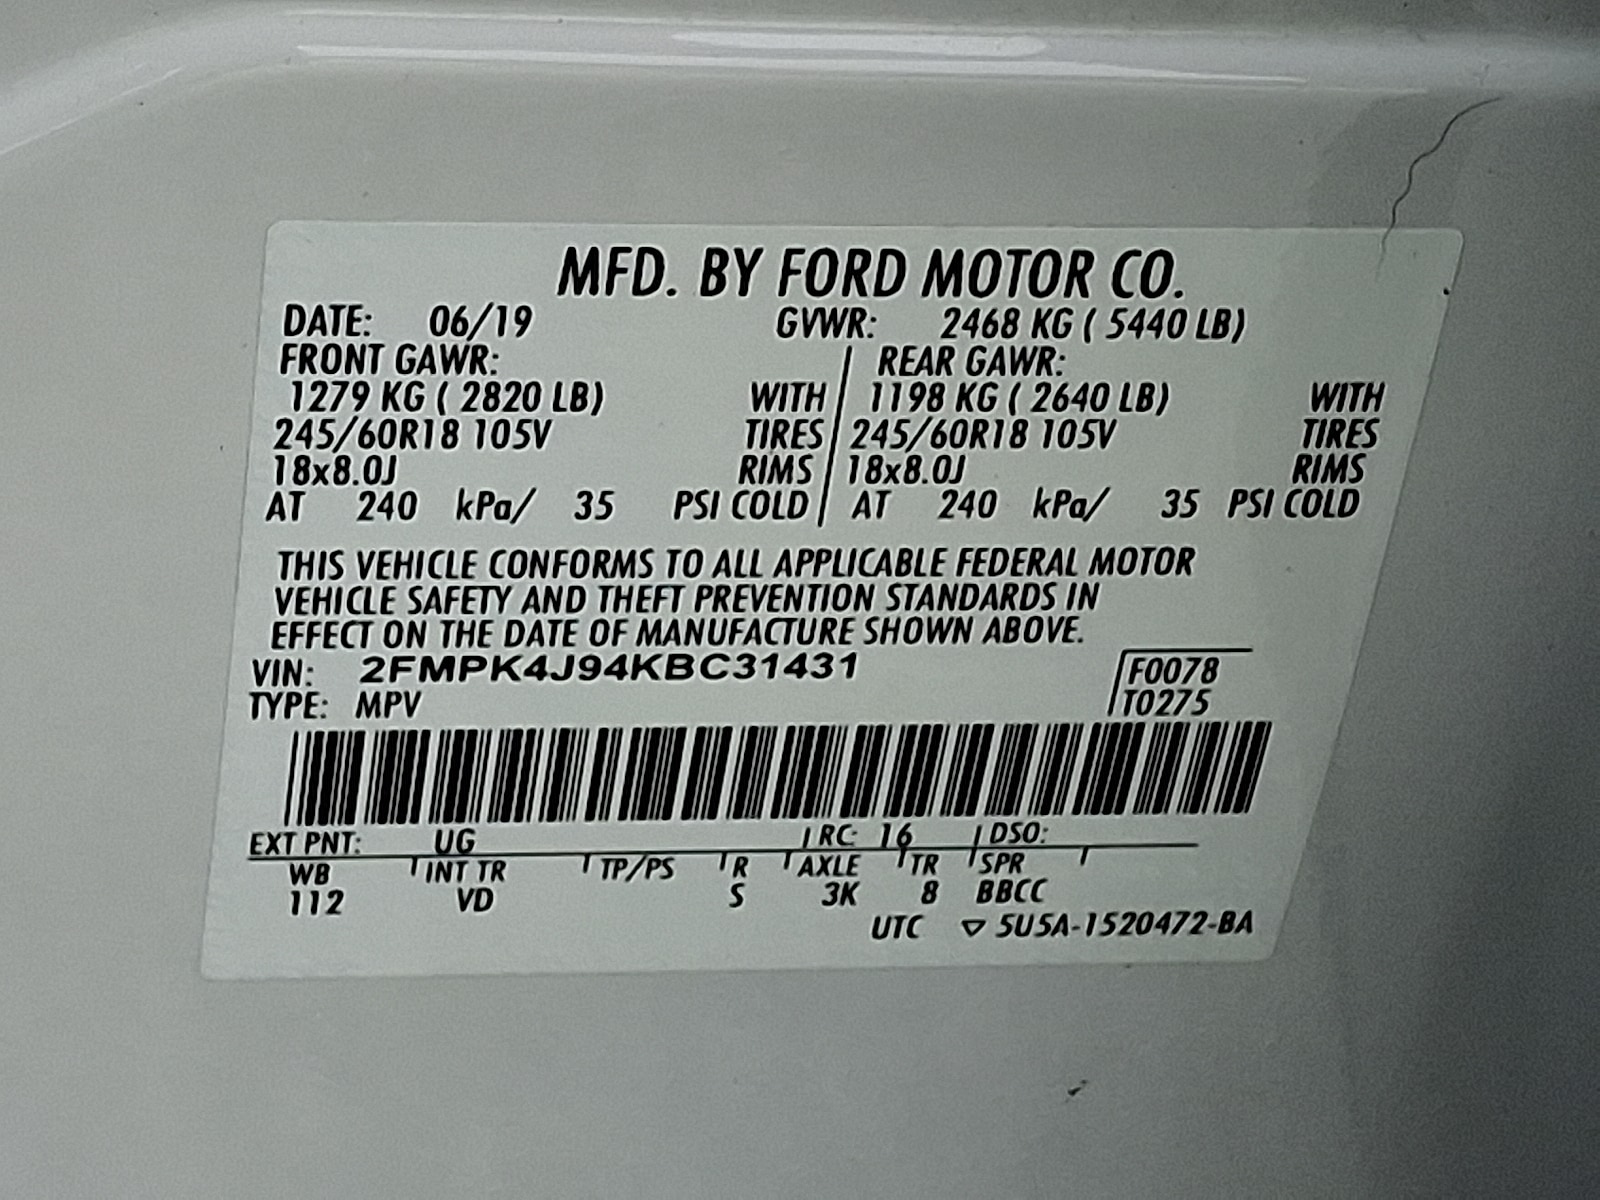 MFD. BY FORD MOTOR CO.
DATE: 06/19 GVWR: 2468 KG ( 5440 LB)
FRONT GAWR: REAR GAWR:
1279 KG ( 2820 LB) WITH 1198 KG ( 2640 LB) WITH
245/60R18 105V TIRES 245/60R18 105V TIRES
18x8.0J RIMS 18x8.0J RIMS
AT 240 kPa/ 35 PSI COLD AT 240 kPa/ 35 PSI COLD
THIS VEHICLE CONFORMS TO ALL APPLICABLE FEDERAL MOTOR
VEHICLE SAFETY AND THEFT PREVENTION STANDARDS IN
EFFECT ON THE DATE OF MANUFACTURE SHOWN ABOVE.
VIN: 2FMPK4J94KBC31431 F0078
TYPE: MPV T0275
EXT PNT: UG RC: 16 DSO:
WB INT TR TP/PS R AXLE TR SPR
112 VD S 3K 8 BBCC
UTC ▽ 5U5A-1520472-BA